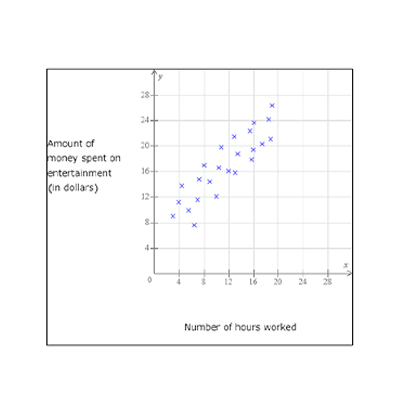 y
28
24
20
16
12
8
4
0
4
8
12
16
20
24
28
x
Amount of
money spent on
entertainment
(in dollars)
Number of hours worked